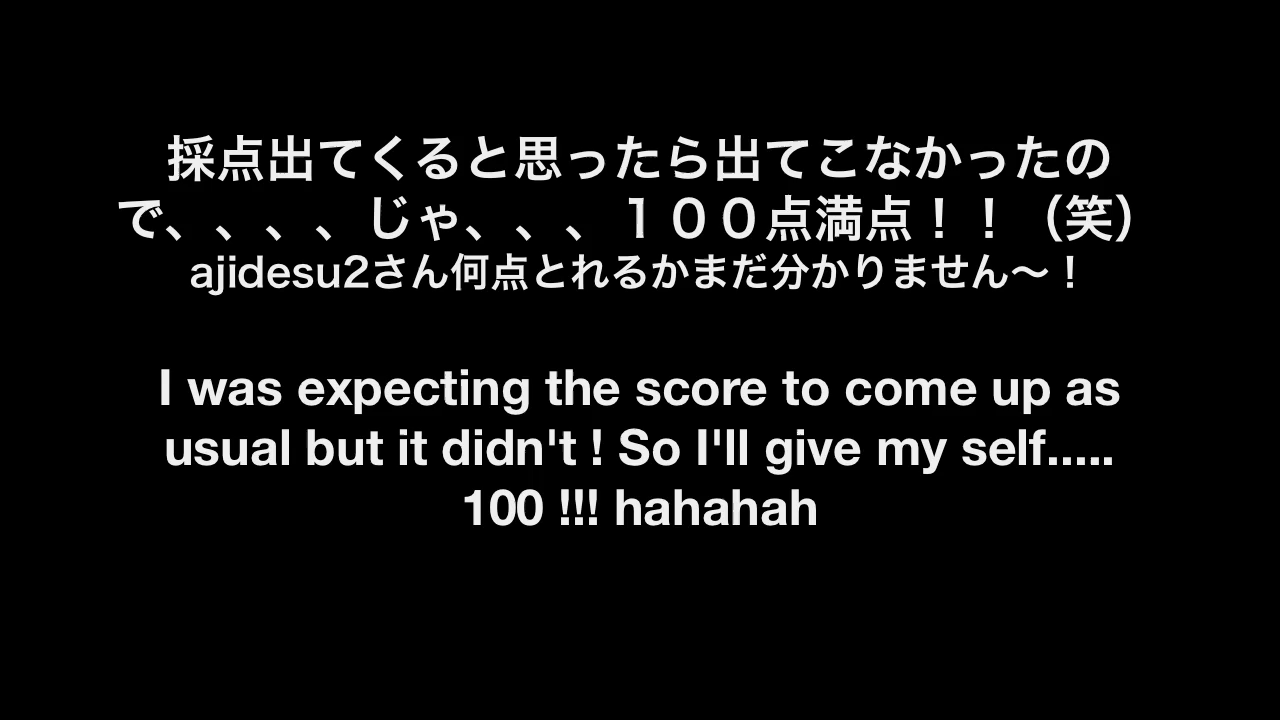 採点出てくると思ったら出てこなかったの
で、、、、じゃ、、、１００点満点！！（笑）
ajidesu2さん何点とれるかまだ分かりません〜！
I was expecting the score to come up as
usual but it didn't ! So I'll give my self.....
100 !!! hahahah